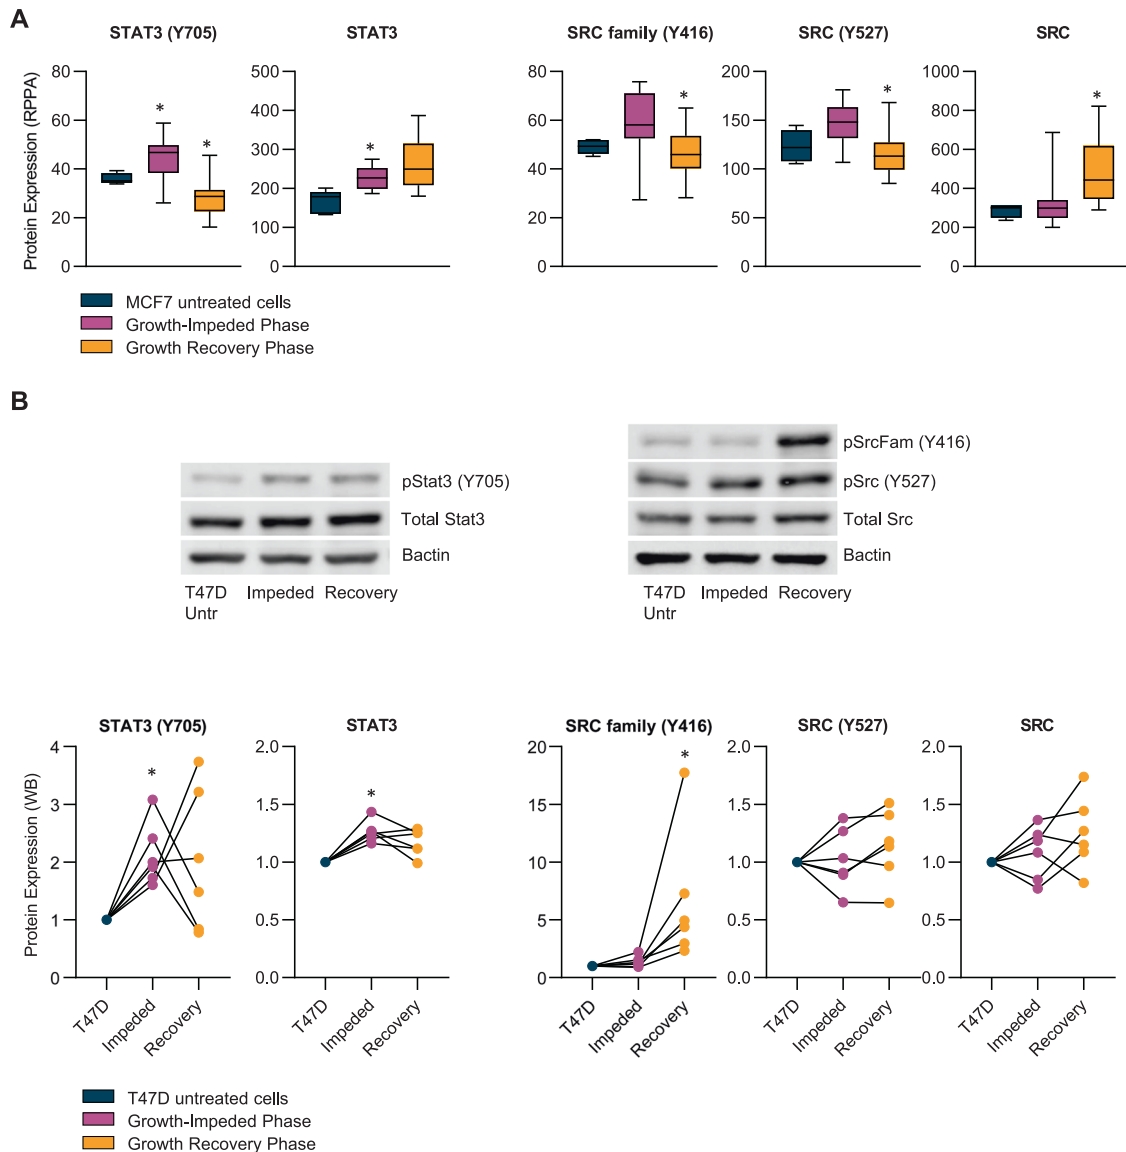 A
STAT3 (Y705)
STAT3
SRC family (Y416)
SRC (Y527)
SRC
Protein Expression (RPPA)
80
60
40
20
0
*
*
500
400
300
200
100
0
*
80
60
40
20
0
*
200
150
100
50
0
*
1000
800
600
400
200
0
*
MCF7 untreated cells
Growth-Impeded Phase
Growth Recovery Phase
B
pStat3 (Y705)
Total Stat3
Bactin
T47D Untr
Impeded
Recovery
pSrcFam (Y416)
pSrc (Y527)
Total Src
Bactin
T47D Untr
Impeded
Recovery
STAT3 (Y705)
STAT3
SRC family (Y416)
SRC (Y527)
SRC
Protein Expression (WB)
4
3
2
1
0
*
T47D
Impeded
Recovery
2.0
1.5
1.0
0.5
0.0
*
T47D
Impeded
Recovery
20
15
10
5
0
*
T47D
Impeded
Recovery
2.0
1.5
1.0
0.5
0.0
T47D
Impeded
Recovery
2.0
1.5
1.0
0.5
0.0
T47D
Impeded
Recovery
T47D untreated cells
Growth-Impeded Phase
Growth Recovery Phase